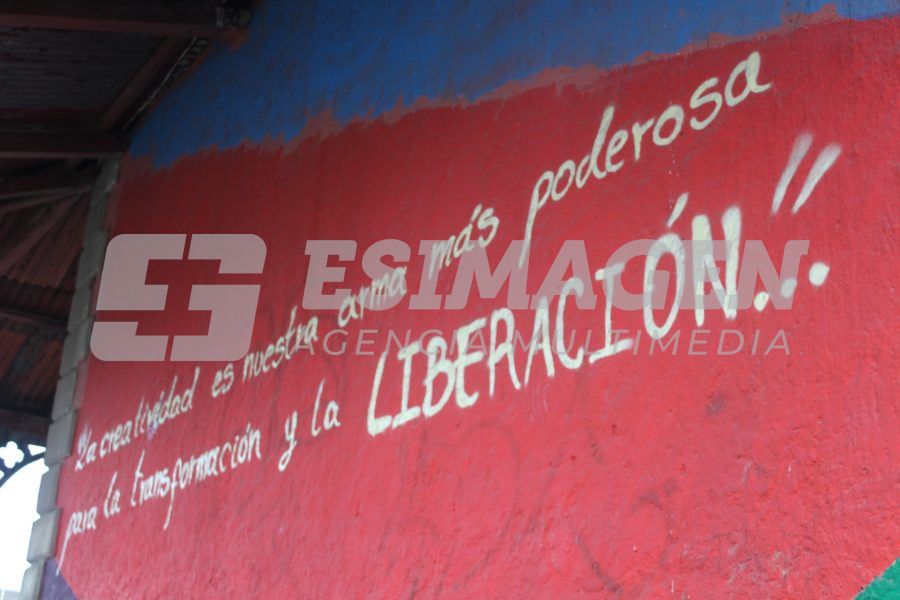 "La creatividad es nuestra arma más poderosa
para la transformación y la LIBERACIÓN"...
ESIMAGEN
AGENCIA MULTIMEDIA.